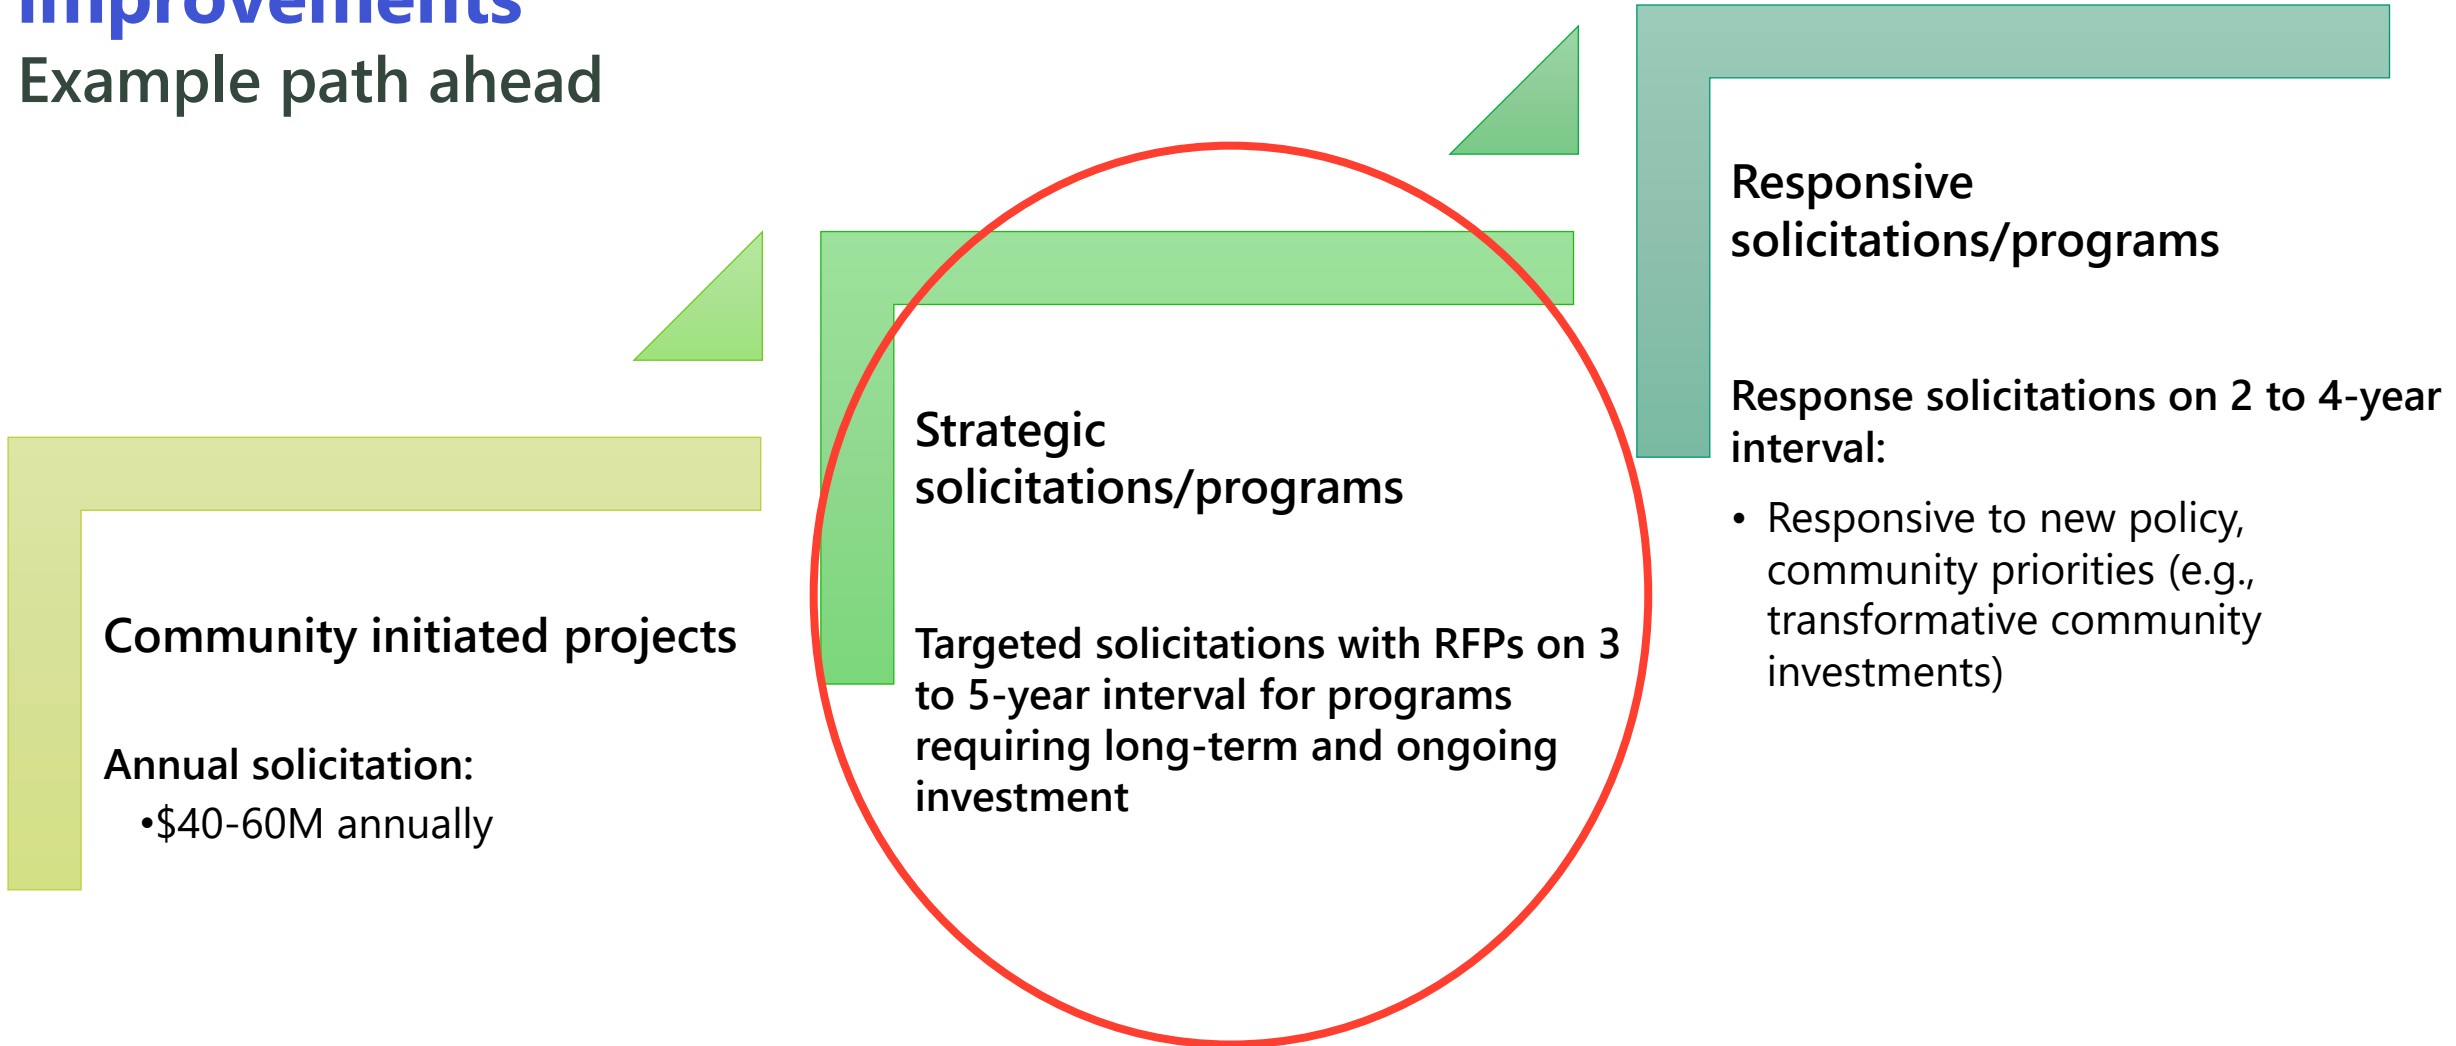 Improvements
Example path ahead
Community initiated projects
Annual solicitation:
•$40-60M annually
Strategic
solicitations/programs
Targeted solicitations with RFPs on 3
to 5-year interval for programs
requiring long-term and ongoing
investment
Responsive
solicitations/programs
Response solicitations on 2 to 4-year
interval:
• Responsive to new policy,
community priorities (e.g.,
transformative community
investments)